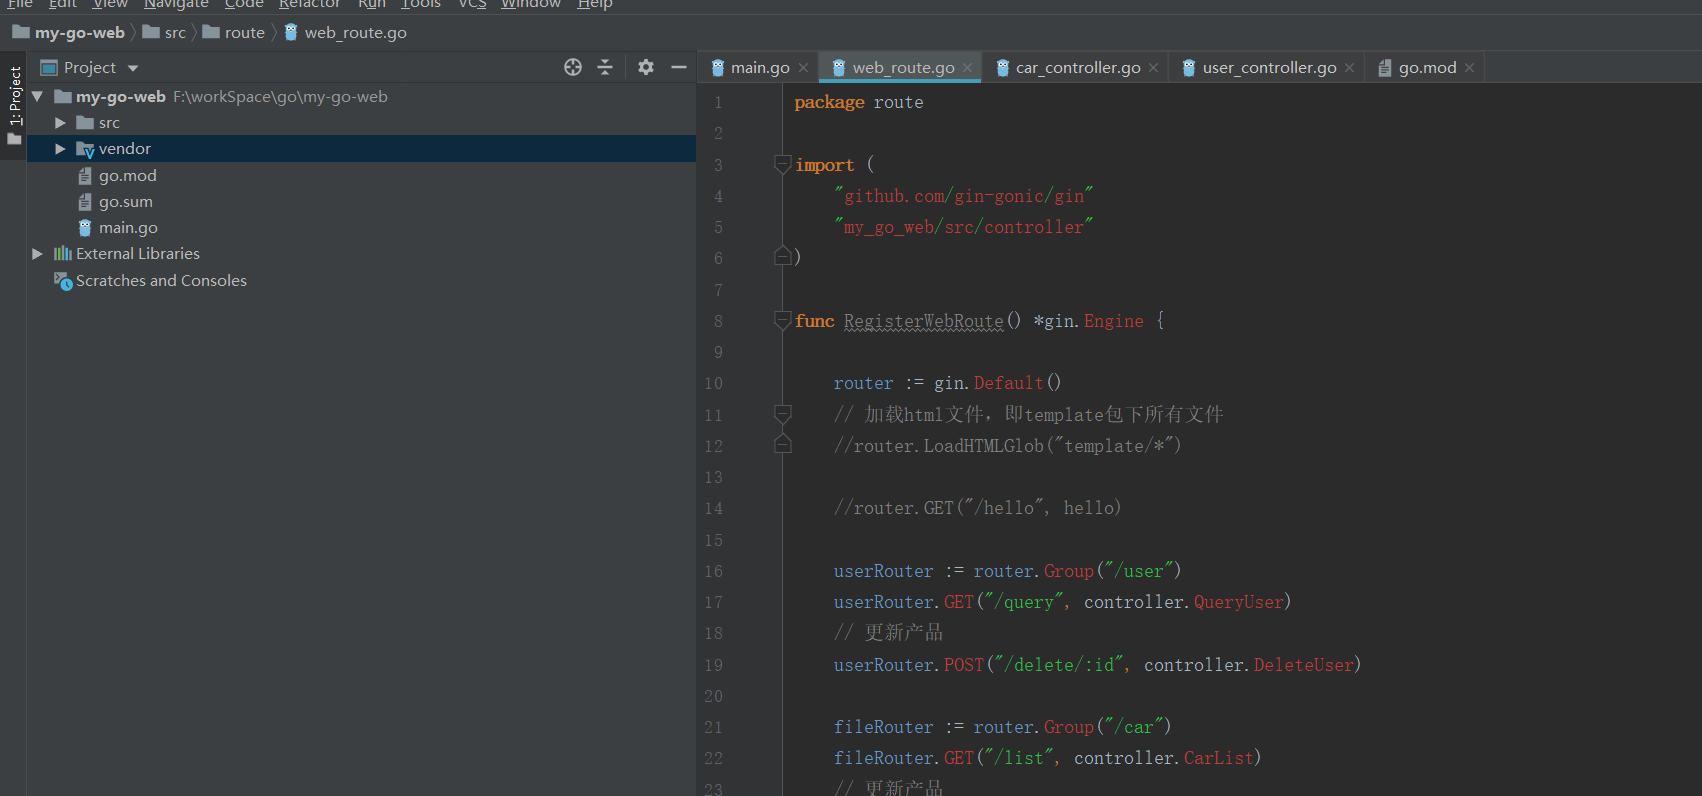 File Edit View Navigate Code Refactor Run Tools VCS Window Help
my-go-web src route web_route.go
1: Project
Project
my-go-web F:\workSpace\go\my-go-web
src
vendor
go.mod
go.sum
main.go
External Libraries
Scratches and Consoles
main.go web_route.go car_controller.go user_controller.go go.mod
1 package route
2
3 import (
4 "github.com/gin-gonic/gin"
5 "my_go_web/src/controller"
6 )
7
8 func RegisterWebRoute() *gin.Engine {
9
10 router := gin.Default()
11 // 加载html文件，即template包下所有文件
12 //router.LoadHTMLGlob("template/*")
13
14 //router.GET("/hello", hello)
15
16 userRouter := router.Group("/user")
17 userRouter.GET("/query", controller.QueryUser)
18 // 更新产品
19 userRouter.POST("/delete/:id", controller.DeleteUser)
20
21 fileRouter := router.Group("/car")
22 fileRouter.GET("/list", controller.CarList)
23 // 更新产品